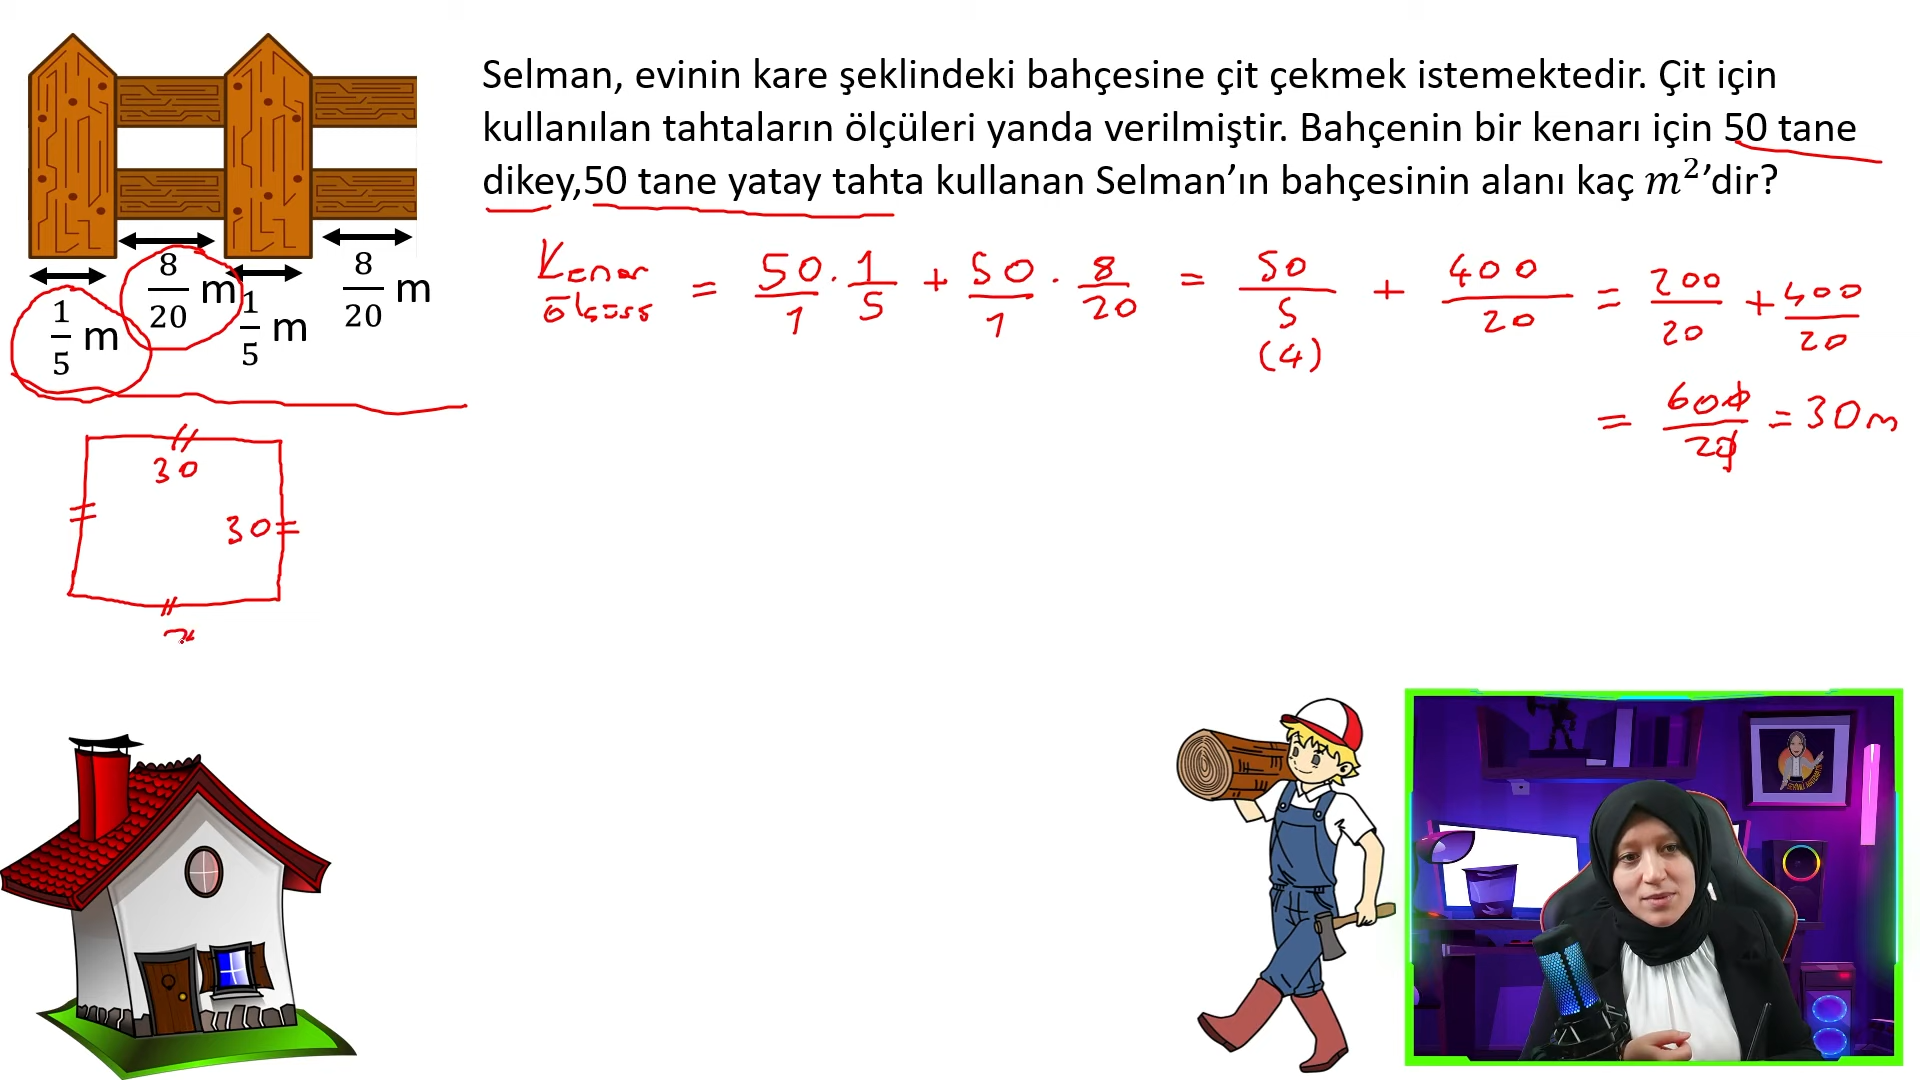 Selman, evinin kare şeklindeki bahçesine çit çekmek istemektedir. Çit için
kullanılan tahtaların ölçüleri yanda verilmiştir. Bahçenin bir kenarı için 50 tane
dikey,50 tane yatay tahta kullanan Selman’ın bahçesinin alanı kaç m²’dir?
8/20 m
8/20 m
1/5 m
1/5 m
Kenar ölçüsü = 50/1 . 1/5 + 50/1 . 8/20 = 50/5 + 400/20 = 200/20 + 400/20
(4)
= 600/20 = 30m
30
30